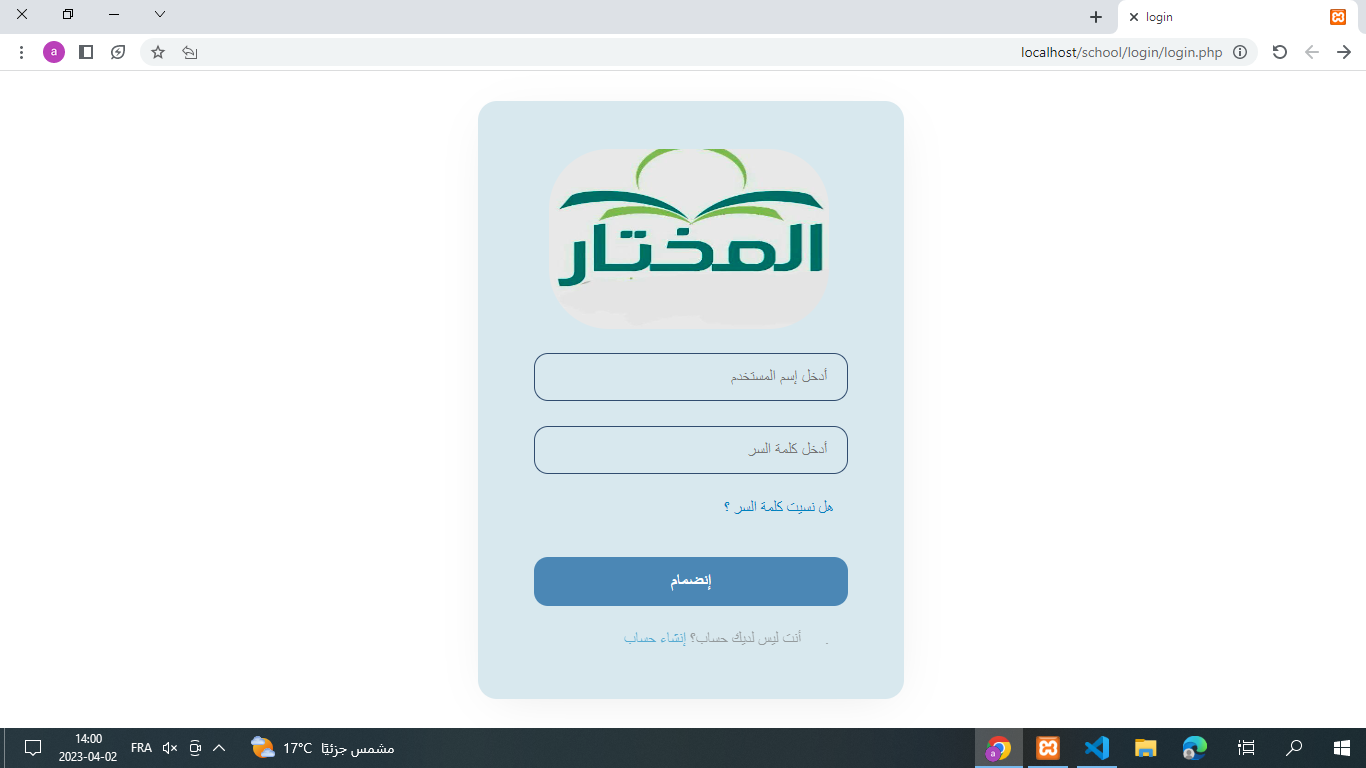 login
localhost/school/login/login.php
a
المختار
أدخل إسم المستخدم
أدخل كلمة السر
هل نسيت كلمة السر ؟
إنضمام
. أنت ليس لديك حساب؟ إنشاء حساب
14:00
2023-04-02
FRA
17°C مشمس جزئيًا
a